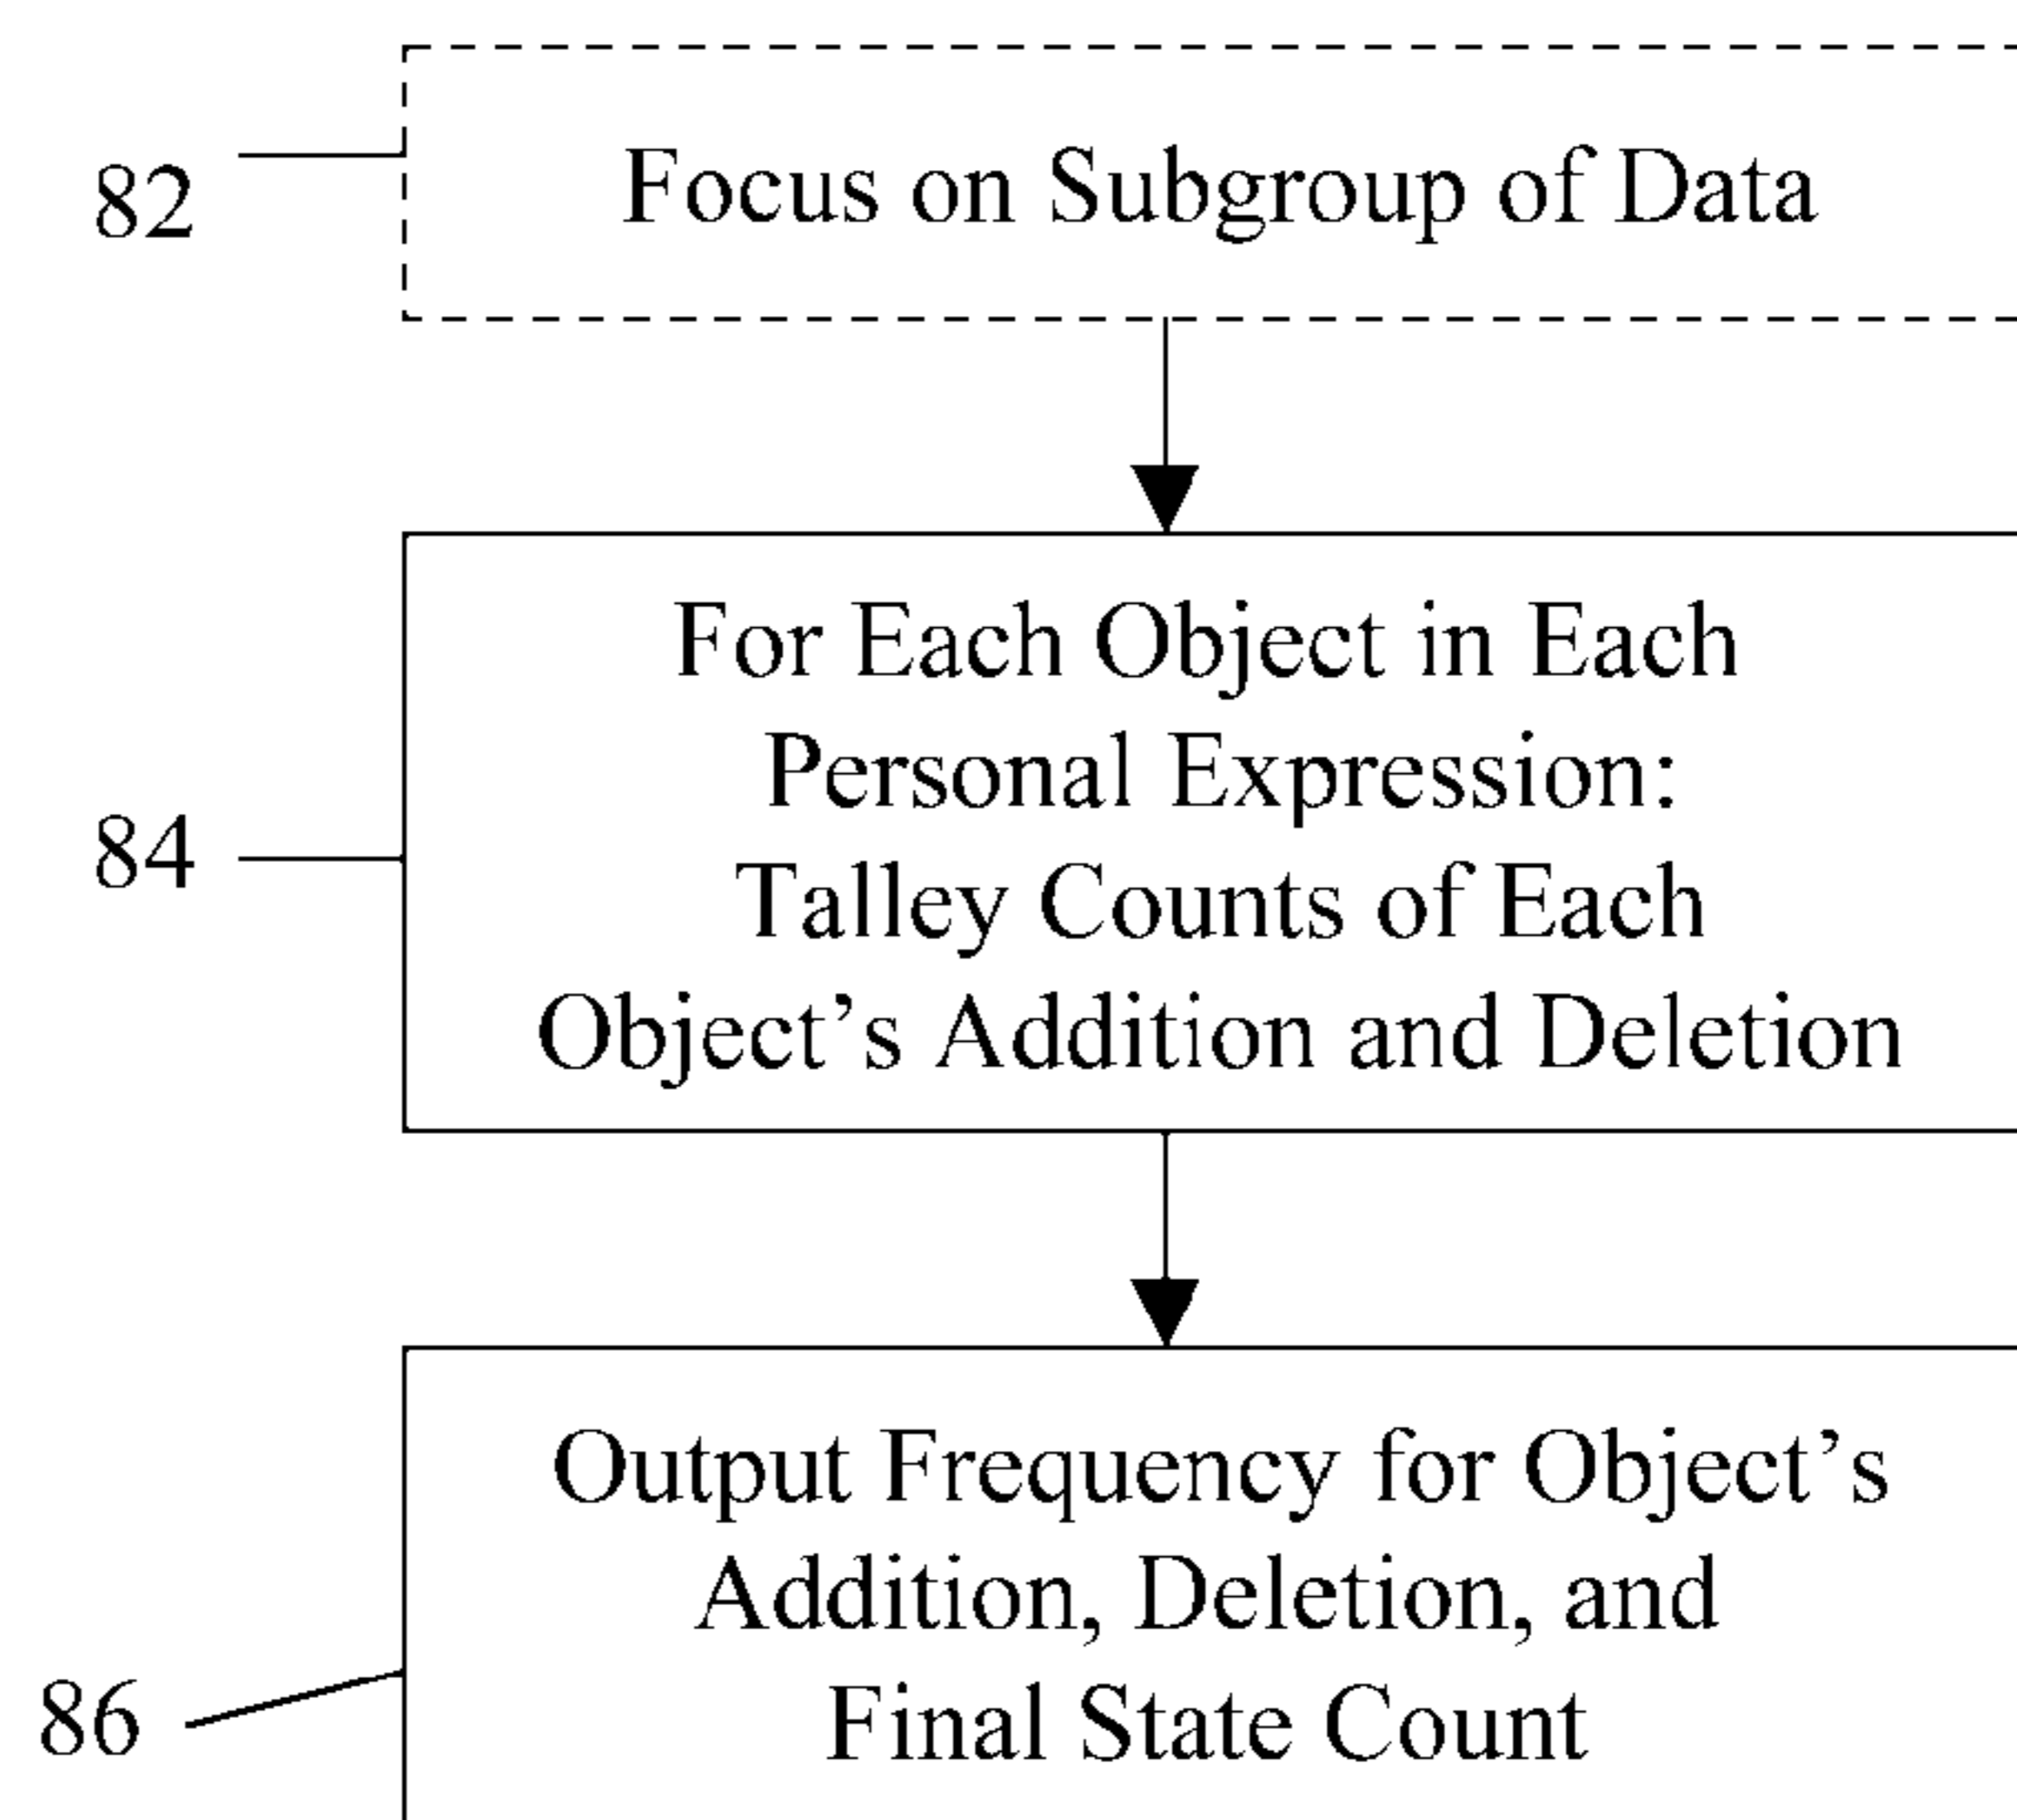 82
Focus on Subgroup of Data
84
For Each Object in Each
Personal Expression:
Talley Counts of Each
Object’s Addition and Deletion
86
Output Frequency for Object’s
Addition, Deletion, and
Final State Count